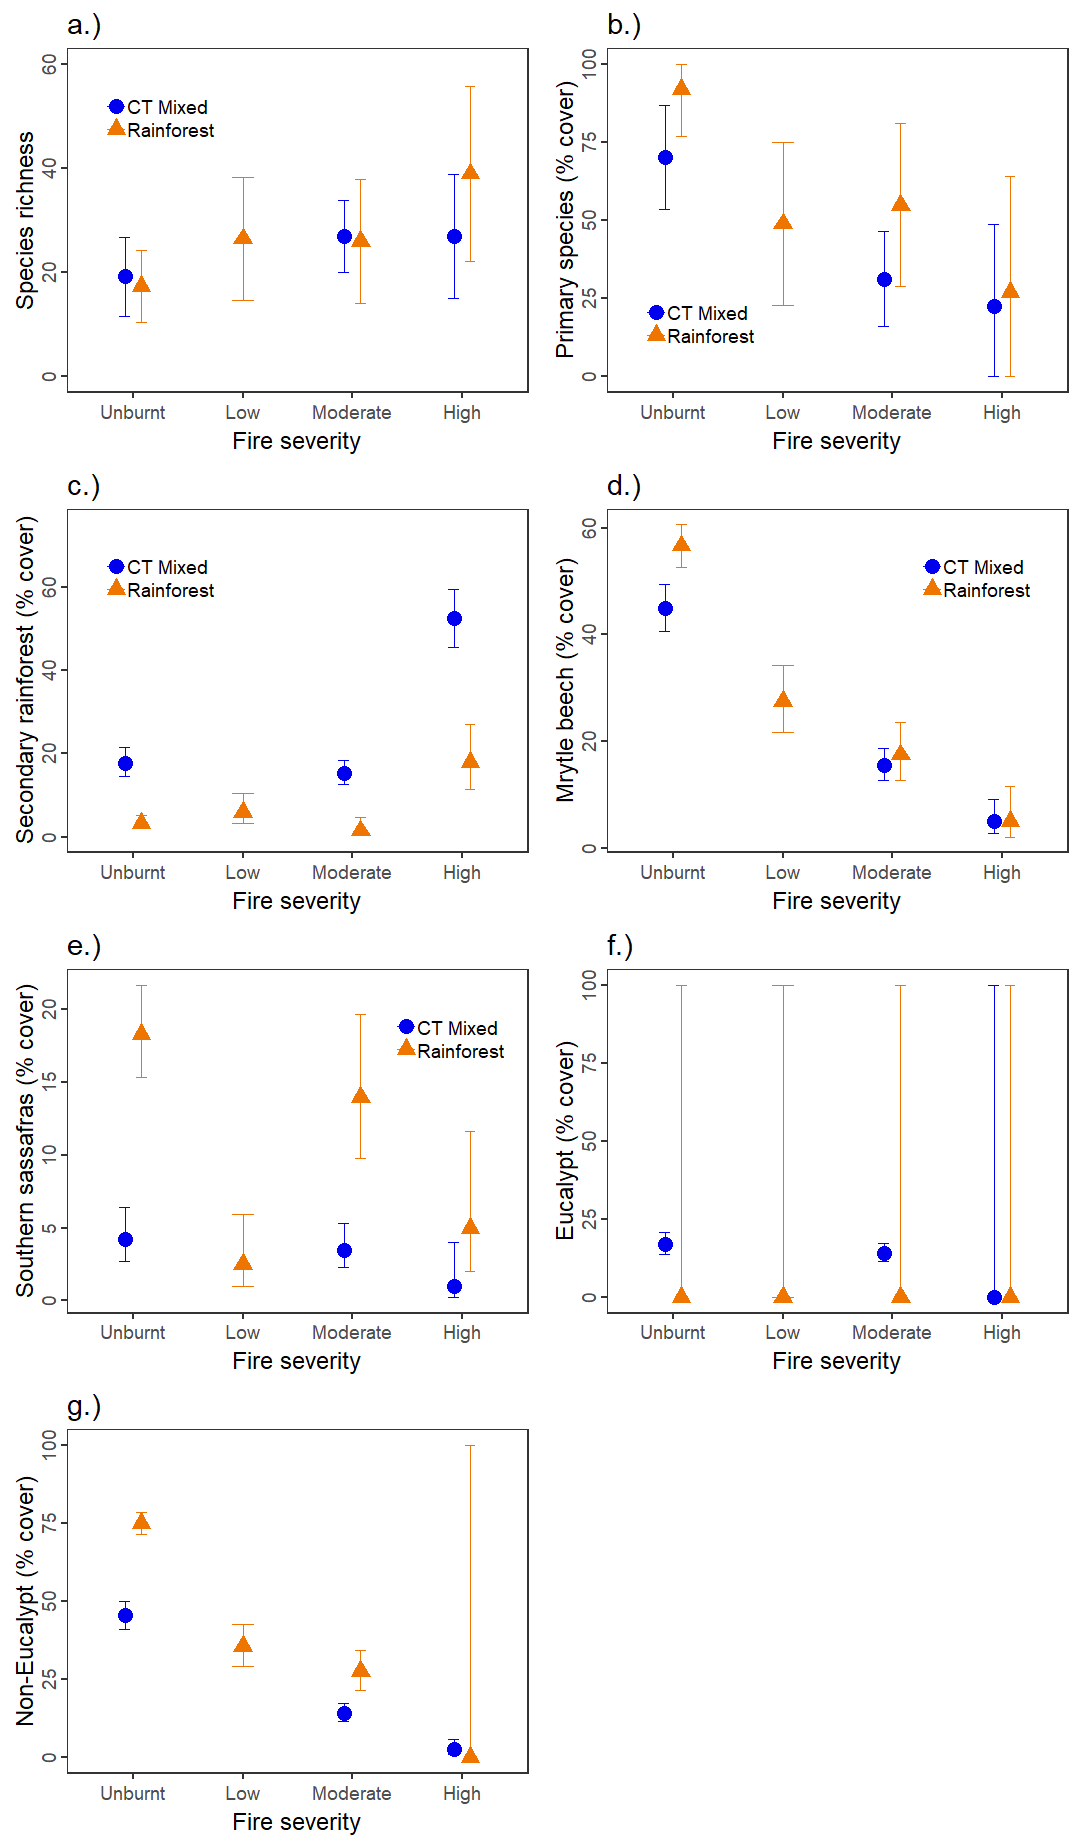 a.)
60
40
20
0
Species richness
CT Mixed
Rainforest
Unburnt Low Moderate High
Fire severity
b.)
100
75
50
25
0
Primary species (% cover)
CT Mixed
Rainforest
Unburnt Low Moderate High
Fire severity
c.)
60
40
20
0
Secondary rainforest (% cover)
CT Mixed
Rainforest
Unburnt Low Moderate High
Fire severity
d.)
60
40
20
0
Mrytle beech (% cover)
CT Mixed
Rainforest
Unburnt Low Moderate High
Fire severity
e.)
20
15
10
5
0
Southern sassafras (% cover)
CT Mixed
Rainforest
Unburnt Low Moderate High
Fire severity
f.)
100
75
50
25
0
Eucalypt (% cover)
Unburnt Low Moderate High
Fire severity
g.)
100
75
50
25
0
Non-Eucalypt (% cover)
Unburnt Low Moderate High
Fire severity